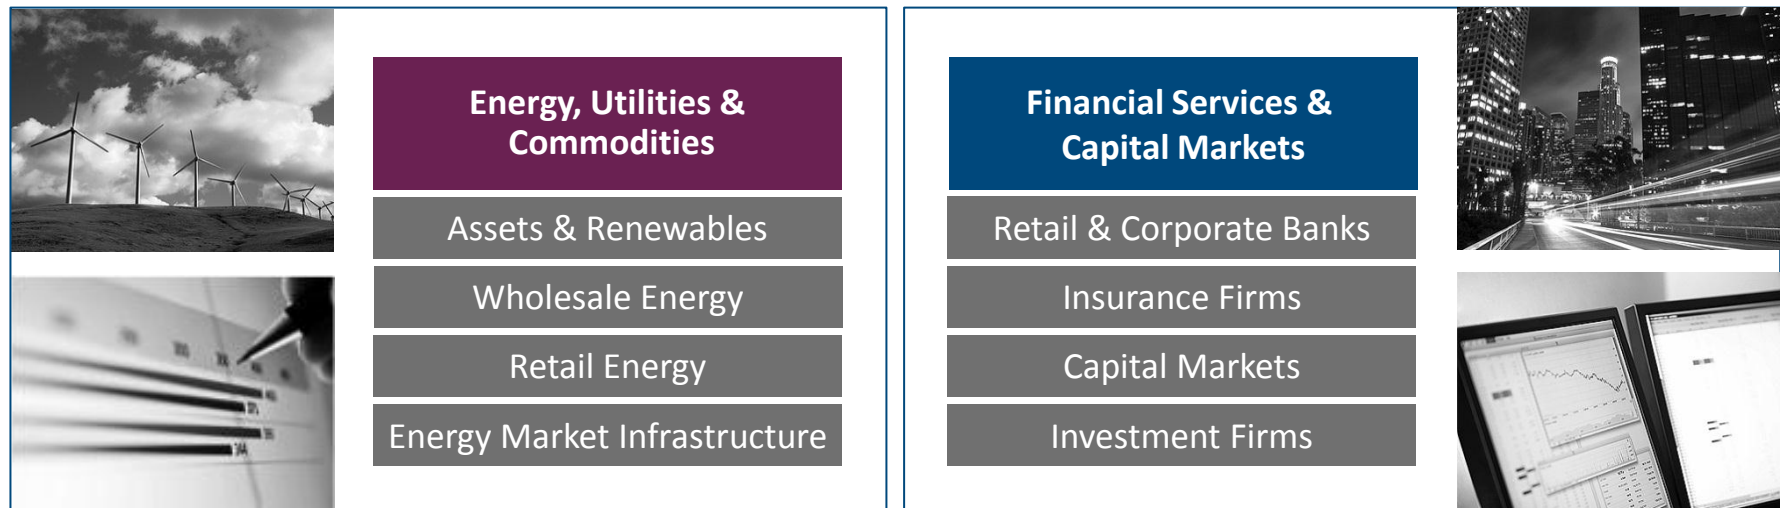 Energy, Utilities &
Commodities
Assets & Renewables
Wholesale Energy
Retail Energy
Energy Market Infrastructure
Financial Services &
Capital Markets
Retail & Corporate Banks
Insurance Firms
Capital Markets
Investment Firms